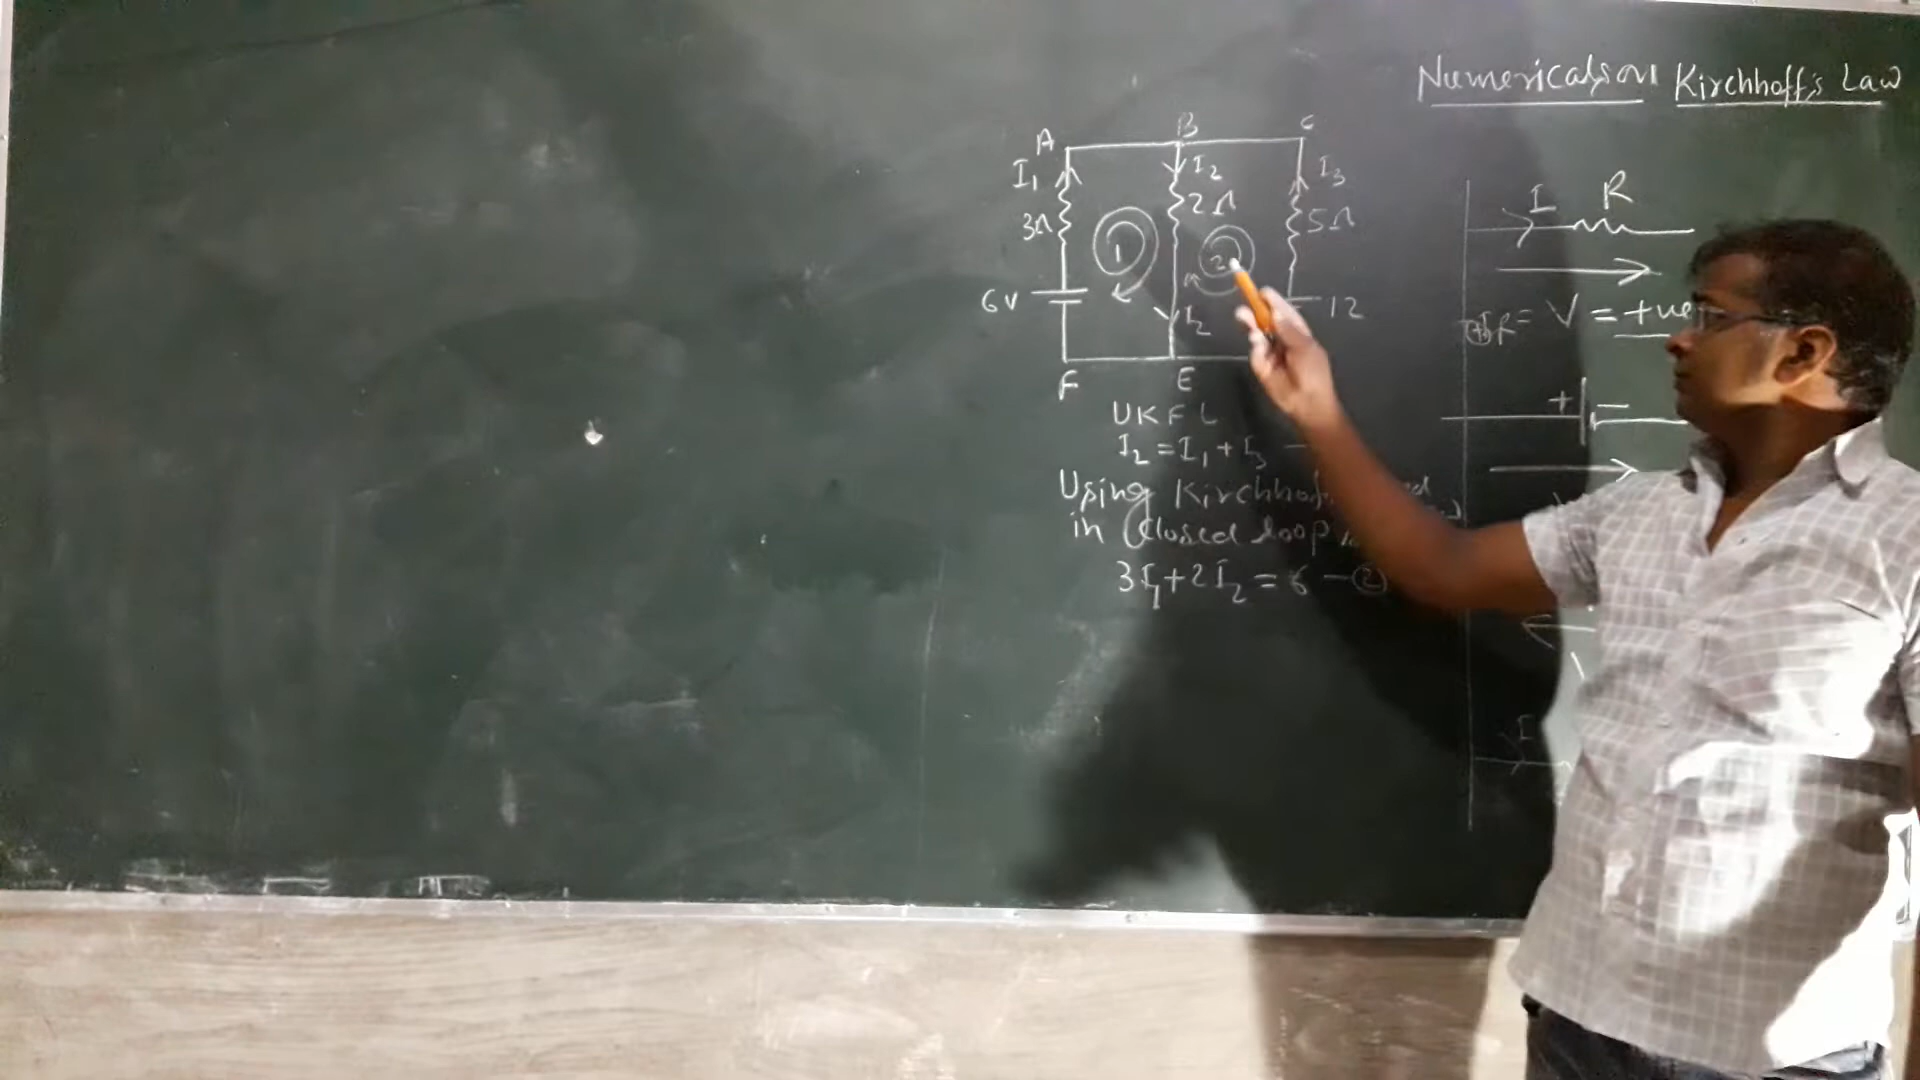 Numericals on Kirchhoff's Law
A B C
I1 I2 I3
3Ω 2Ω 5Ω
1 2
6V I2 12
F E
UKFL
I2 = I1 + I3 -
Using
in Closed loop
3I1 + 2I2 = 6 - ②
I R
IR = V = +ve
+ -
I